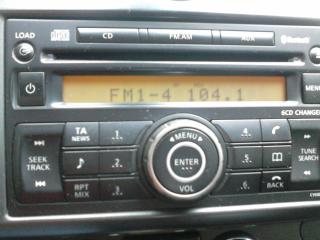 LOAD CD FM.AM AUX Bluetooth
FM1-4 104.1
MENU
6CD CHANGER
TA NEWS 1 MENU 4
SEEK TRACK 2 ENTER 5 TUNE SEARCH
RPT MIX 3 VOL 6 BACK